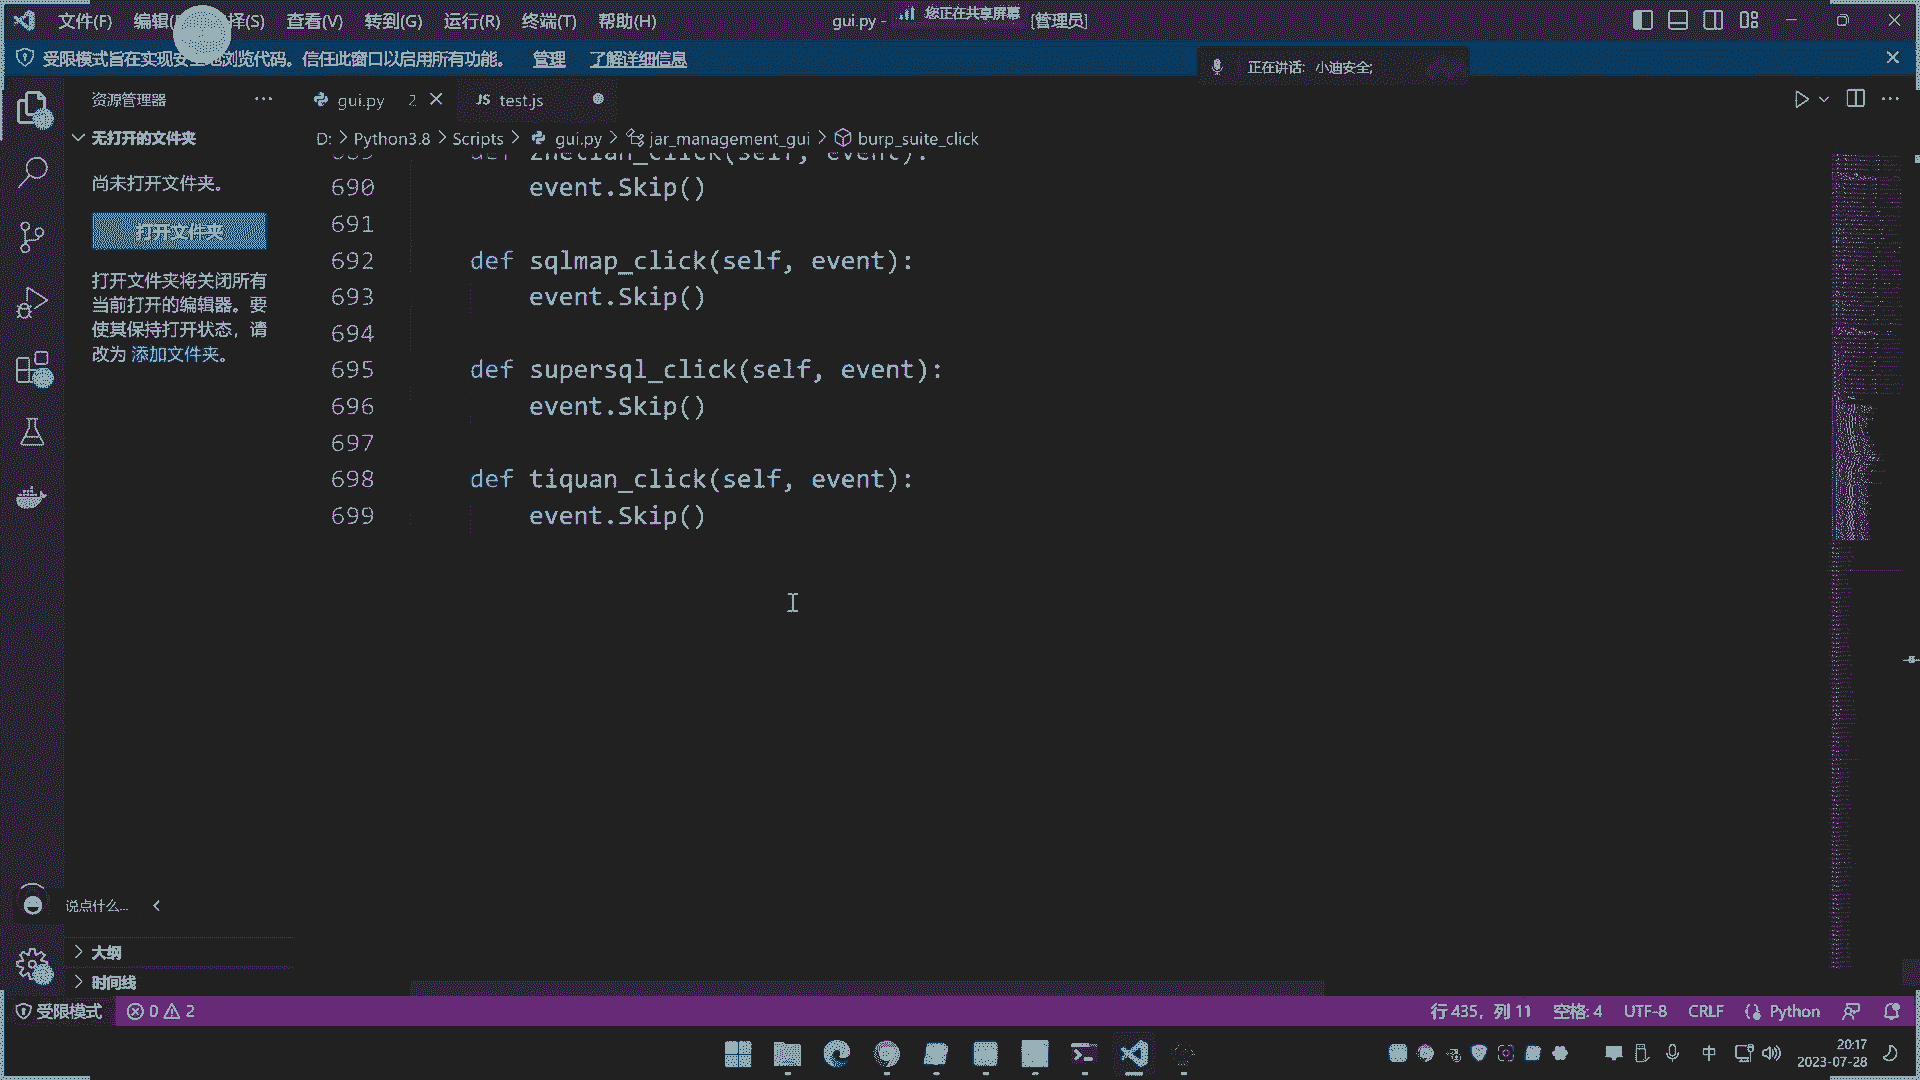 文件(F) 编辑 择(S) 查看(V) 转到(G) 运行(R) 终端(T) 帮助(H) gui.py - 您正在共享屏幕 [管理员]
受限模式旨在实现安全地浏览代码。信任此窗口以启用所有功能。 管理 了解详细信息
正在讲话: 小迪安全;
资源管理器 gui.py 2 JS test.js
无打开的文件夹
D: > Python3.8 > Scripts > gui.py > jar_management_gui > burp_suite_click
尚未打开文件夹。
打开文件夹
打开文件夹将关闭所有
当前打开的编辑器。要
使其保持打开状态，请
改为 添加文件夹。
690 event.Skip()
691
692 def sqlmap_click(self, event):
693 event.Skip()
694
695 def supersql_click(self, event):
696 event.Skip()
697
698 def tiquan_click(self, event):
699 event.Skip()
说点什么...
大纲
时间线
受限模式 0 2 行 435，列 11 空格: 4 UTF-8 CRLF Python
中 20:17
2023-07-28